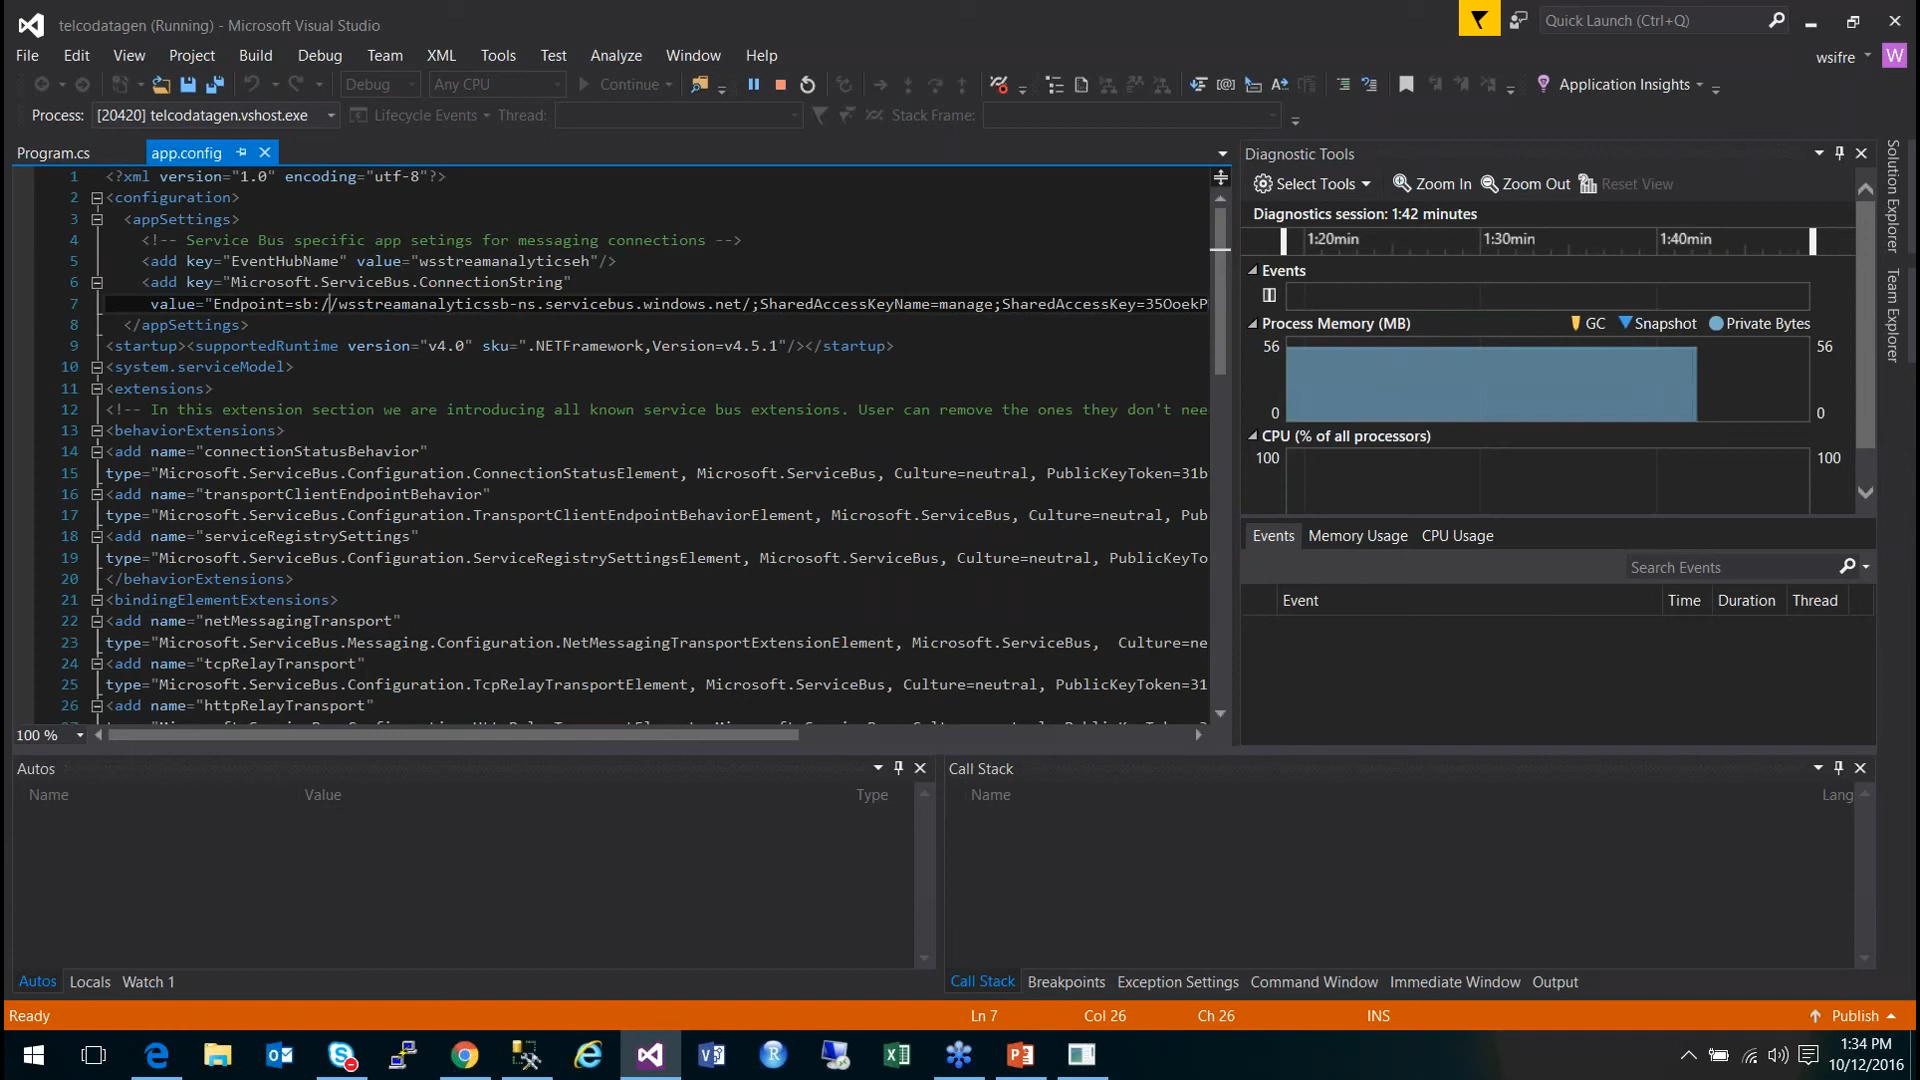 telcodatagen (Running) - Microsoft Visual Studio
Quick Launch (Ctrl+Q)
File Edit View Project Build Debug Team XML Tools Test Analyze Window Help
wsifre W
Debug Any CPU Continue Application Insights
Process: [20420] telcodatagen.vshost.exe Lifecycle Events Thread: Stack Frame:
Program.cs app.config
1 <?xml version="1.0" encoding="utf-8"?>
2 <configuration>
3 <appSettings>
4 <!-- Service Bus specific app setings for messaging connections -->
5 <add key="EventHubName" value="wsstreamanalyticseh"/>
6 <add key="Microsoft.ServiceBus.ConnectionString"
7 value="Endpoint=sb://wsstreamanalyticssb-ns.servicebus.windows.net/;SharedAccessKeyName=manage;SharedAccessKey=35OoekP
8 </appSettings>
9 <startup><supportedRuntime version="v4.0" sku=".NETFramework,Version=v4.5.1"/></startup>
10 <system.serviceModel>
11 <extensions>
12 <!-- In this extension section we are introducing all known service bus extensions. User can remove the ones they don't nee
13 <behaviorExtensions>
14 <add name="connectionStatusBehavior"
15 type="Microsoft.ServiceBus.Configuration.ConnectionStatusElement, Microsoft.ServiceBus, Culture=neutral, PublicKeyToken=31b
16 <add name="transportClientEndpointBehavior"
17 type="Microsoft.ServiceBus.Configuration.TransportClientEndpointBehaviorElement, Microsoft.ServiceBus, Culture=neutral, Pub
18 <add name="serviceRegistrySettings"
19 type="Microsoft.ServiceBus.Configuration.ServiceRegistrySettingsElement, Microsoft.ServiceBus, Culture=neutral, PublicKeyTo
20 </behaviorExtensions>
21 <bindingElementExtensions>
22 <add name="netMessagingTransport"
23 type="Microsoft.ServiceBus.Messaging.Configuration.NetMessagingTransportExtensionElement, Microsoft.ServiceBus, Culture=ne
24 <add name="tcpRelayTransport"
25 type="Microsoft.ServiceBus.Configuration.TcpRelayTransportElement, Microsoft.ServiceBus, Culture=neutral, PublicKeyToken=31
26 <add name="httpRelayTransport"
100 %
Diagnostic Tools
Select Tools Zoom In Zoom Out Reset View
Diagnostics session: 1:42 minutes
1:20min 1:30min 1:40min
Events
Process Memory (MB) GC Snapshot Private Bytes
56 56
0 0
CPU (% of all processors)
100 100
Events Memory Usage CPU Usage
Search Events
Event Time Duration Thread
Solution Explorer
Team Explorer
Autos
Name Value Type
Autos Locals Watch 1
Call Stack
Name Lang
Call Stack Breakpoints Exception Settings Command Window Immediate Window Output
Ready Ln 7 Col 26 Ch 26 INS Publish
1:34 PM
10/12/2016